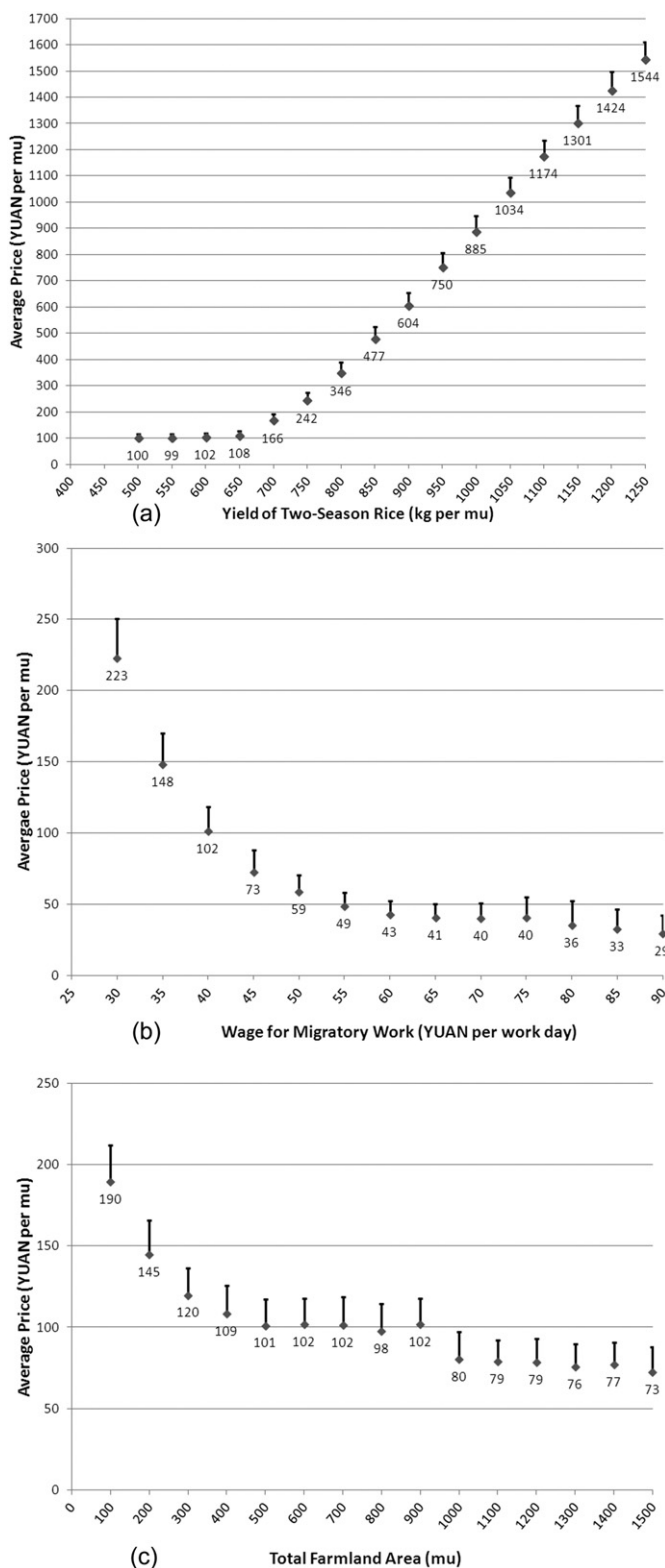 1700
1600
1500
1400
1300
1200
1100
1000
900
800
700
600
500
400
300
200
100
0
Average Price (YUAN per mu)
100 99 102 108 166 242 346 477 604 750 885 1034 1174 1301 1424 1544
400 450 500 550 600 650 700 750 800 850 900 950 1000 1050 1100 1150 1200 1250
(a) Yield of Two-Season Rice (kg per mu)
300
250
200
150
100
50
0
Avergae Price (YUAN per mu)
223 148 102 73 59 49 43 41 40 40 36 33 29
25 30 35 40 45 50 55 60 65 70 75 80 85 90
(b) Wage for Migratory Work (YUAN per work day)
250
200
150
100
50
0
Average Price (YUAN per mu)
190 145 120 109 101 102 102 98 102 80 79 79 76 77 73
0 100 200 300 400 500 600 700 800 900 1000 1100 1200 1300 1400 1500
(c) Total Farmland Area (mu)